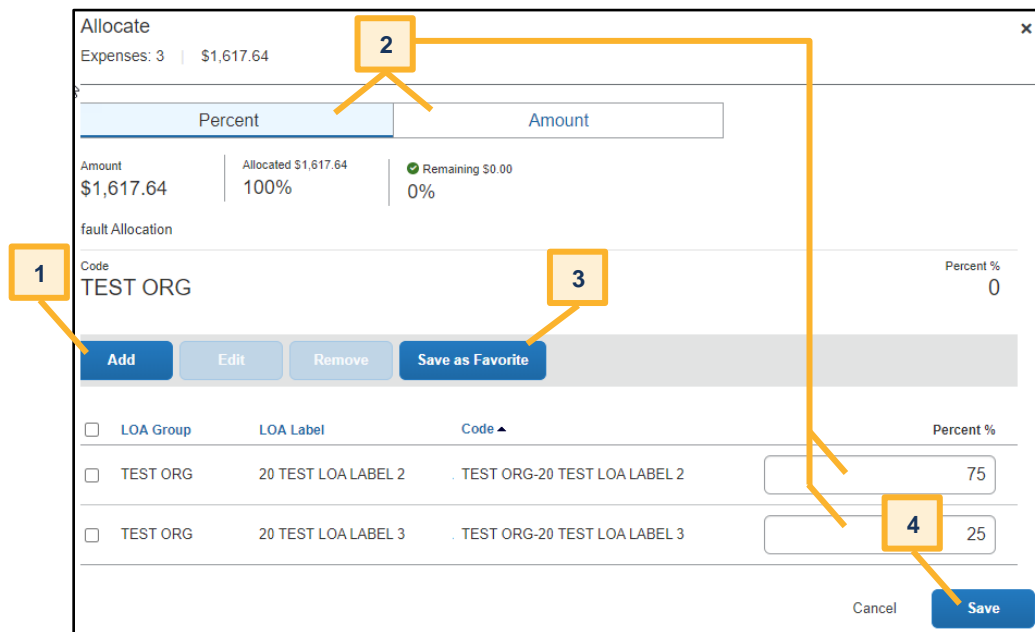 Allocate
×
Expenses: 3 | $1,617.64
2
Percent
Amount
Amount
Allocated $1,617.64
Remaining $0.00
$1,617.64
100%
0%
fault Allocation
1
3
Code
Percent %
TEST ORG
0
Add
Edit
Remove
Save as Favorite
LOA Group
LOA Label
Code
Percent %
TEST ORG
20 TEST LOA LABEL 2
TEST ORG-20 TEST LOA LABEL 2
75
TEST ORG
20 TEST LOA LABEL 3
TEST ORG-20 TEST LOA LABEL 3
25
4
Cancel
Save